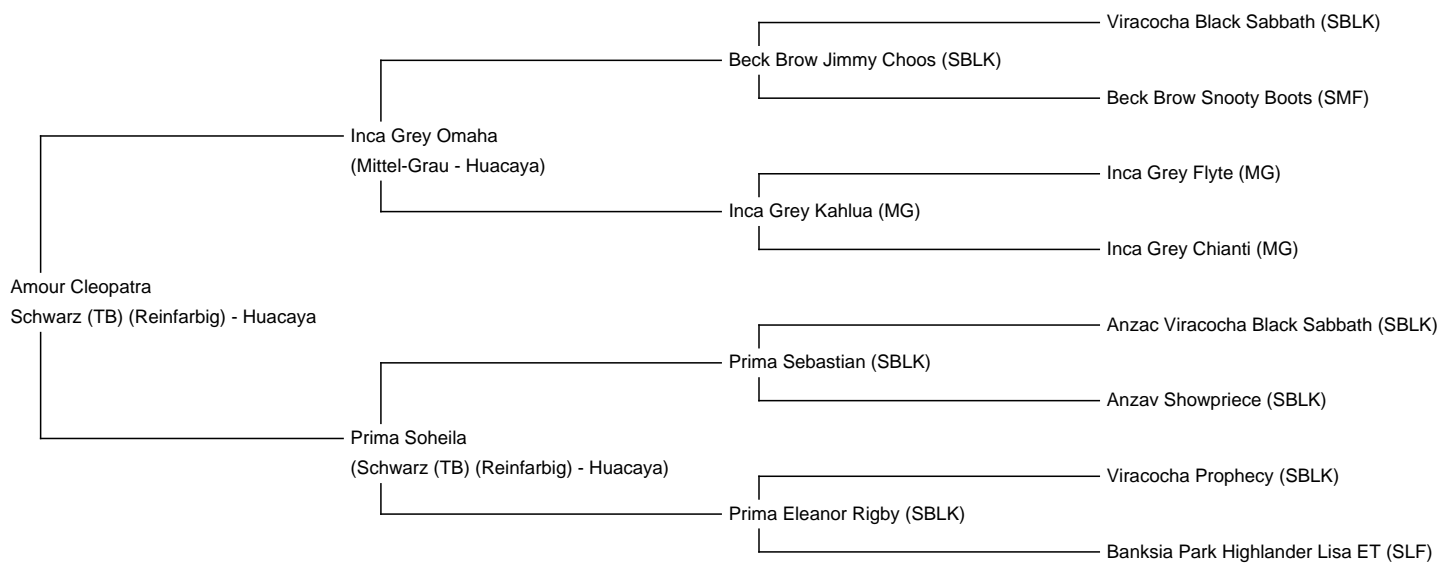 Viracocha Black Sabbath (SBLK)
Beck Brow Jimmy Choos (SBLK)
Beck Brow Snooty Boots (SMF)
Inca Grey Omaha
(Mittel-Grau - Huacaya)
Inca Grey Flyte (MG)
Inca Grey Kahlua (MG)
Inca Grey Chianti (MG)
Amour Cleopatra
Schwarz (TB) (Reinfarbig) - Huacaya
Anzac Viracocha Black Sabbath (SBLK)
Prima Sebastian (SBLK)
Anzav Showpriece (SBLK)
Prima Soheila
(Schwarz (TB) (Reinfarbig) - Huacaya)
Viracocha Prophecy (SBLK)
Prima Eleanor Rigby (SBLK)
Banksia Park Highlander Lisa ET (SLF)